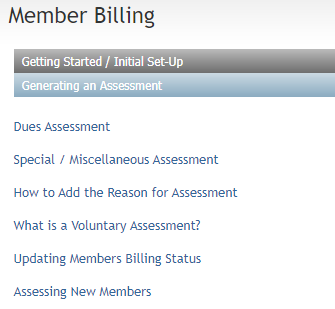 Member Billing
Getting Started / Initial Set-Up
Generating an Assessment
Dues Assessment
Special / Miscellaneous Assessment
How to Add the Reason for Assessment
What is a Voluntary Assessment?
Updating Members Billing Status
Assessing New Members